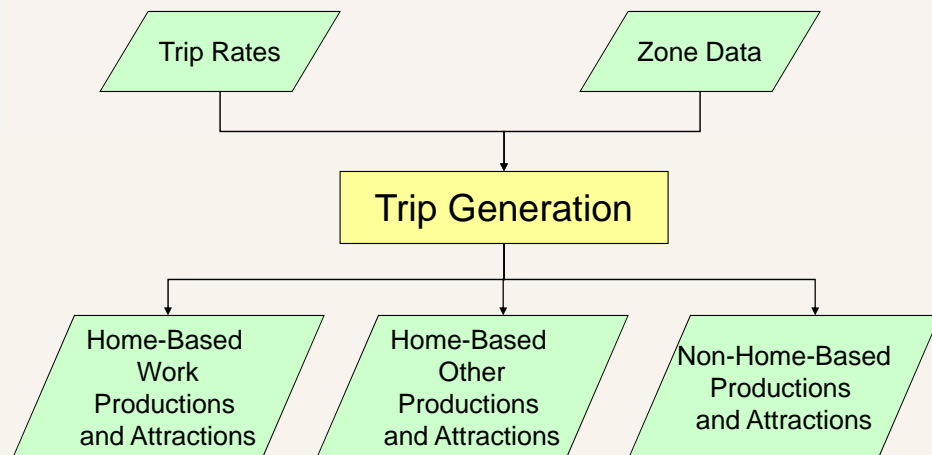 Trip Rates
Zone Data
Trip Generation
Home-Based
Work
Productions
and Attractions
Home-Based
Other
Productions
and Attractions
Non-Home-Based
Productions
and Attractions